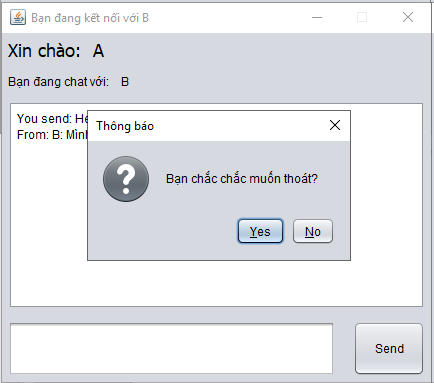 Bạn đang kết nối với B
Xin chào: A
Bạn đang chat với: B
You send: He
From: B: Mình
Thông báo
Bạn chắc chắc muốn thoát?
Yes
No
Send